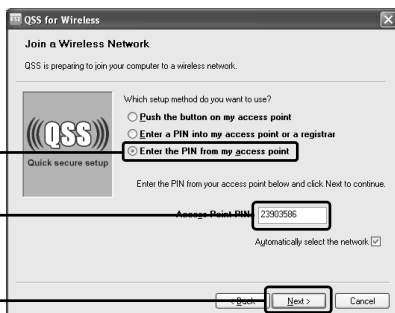 QSS for Wireless
Join a Wireless Network
QSS is preparing to join your computer to a wireless network.
Which setup method do you want to use?
Push the button on my access point
Enter a PIN into my access point or a registrar
Enter the PIN from my access point
QSS
Quick secure setup
Enter the PIN from your access point below and click Next to continue.
Access Point PIN: 23903586
Automatically select the network
< Back Next > Cancel